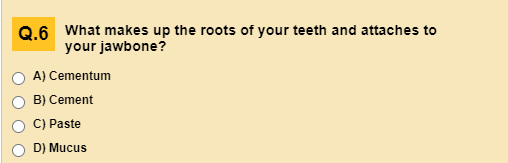 Q.6 What makes up the roots of your teeth and attaches to
your jawbone?
A) Cementum
B) Cement
C) Paste
D) Mucus